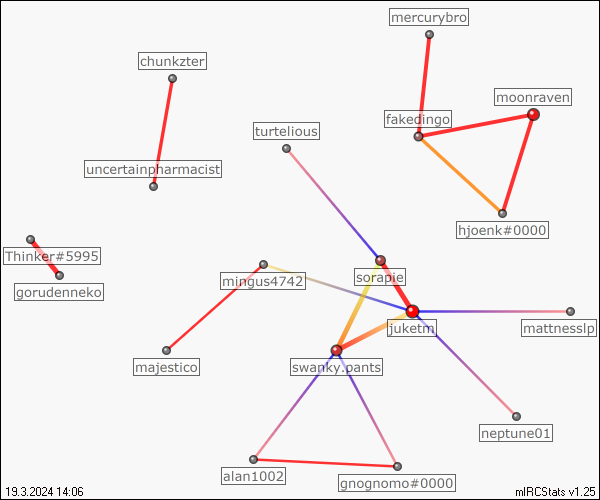 mercurybro
chunkzter
moonraven
fakedingo
turtelious
uncertainpharmacist
hjoenk#0000
Thinker#5995
sorapie
mingus4742
gorudenneko
juketm
mattnesslp
majestico
swanky.pants
neptune01
alan1002
gnognomo#0000
19.3.2024 14:06
mIRCStats v1.25